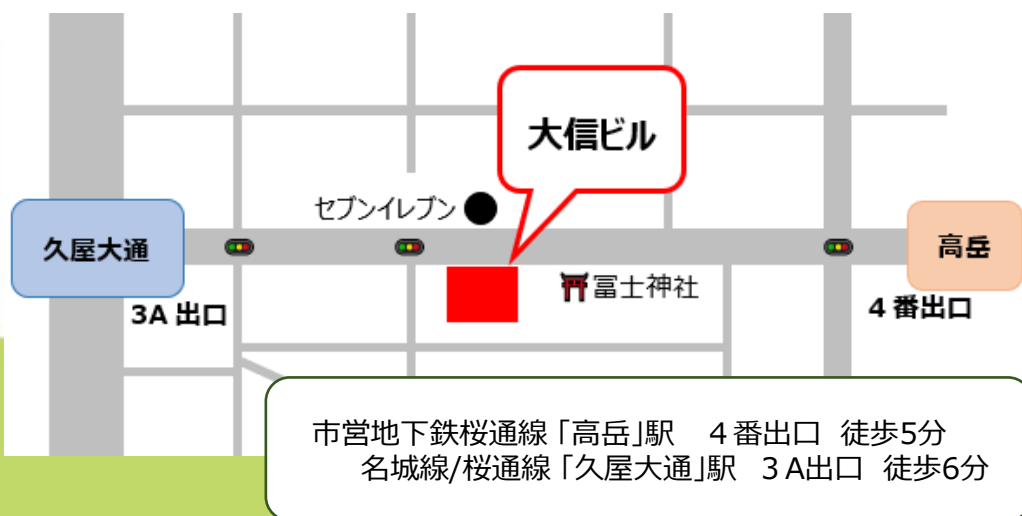 大信ビル
セブンイレブン
久屋大通
高岳
冨士神社
3A 出口
4 番出口
市営地下鉄桜通線 ｢高岳｣駅　４番出口　徒歩5分
名城線/桜通線 ｢久屋大通｣駅　３A出口　徒歩6分